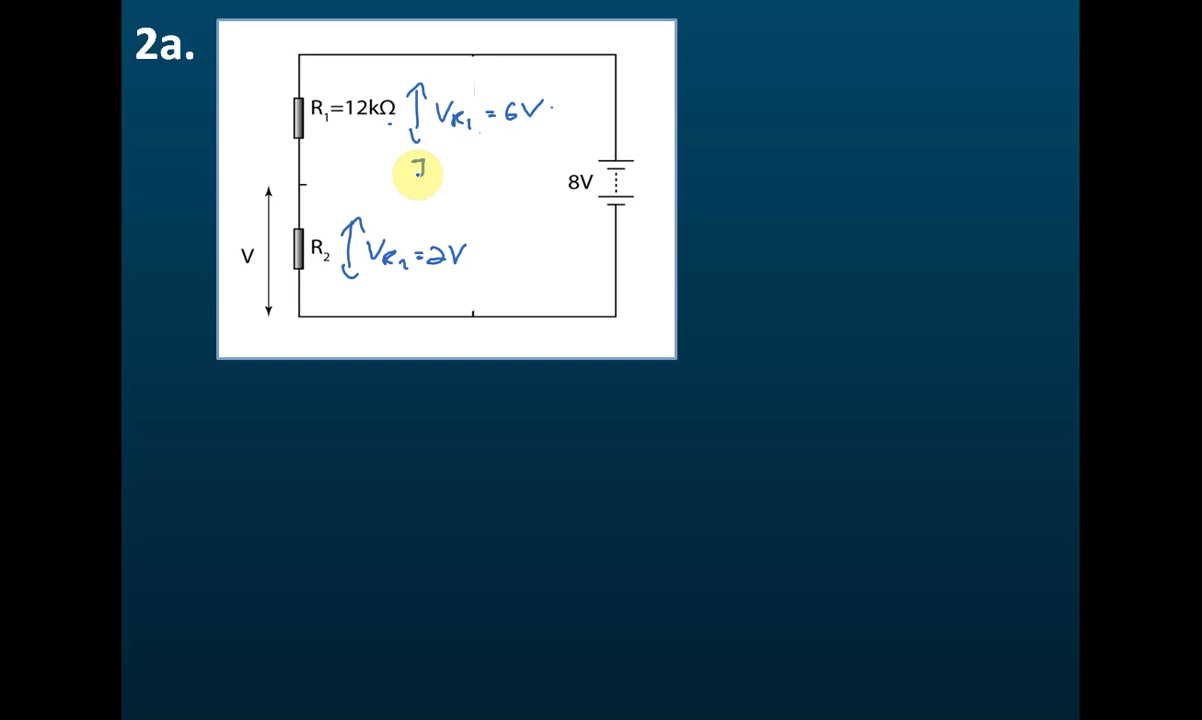 2a.
R₁=12kΩ
V_R₁ = 6V
I
8V
V
R₂
V_R₂ = 2V